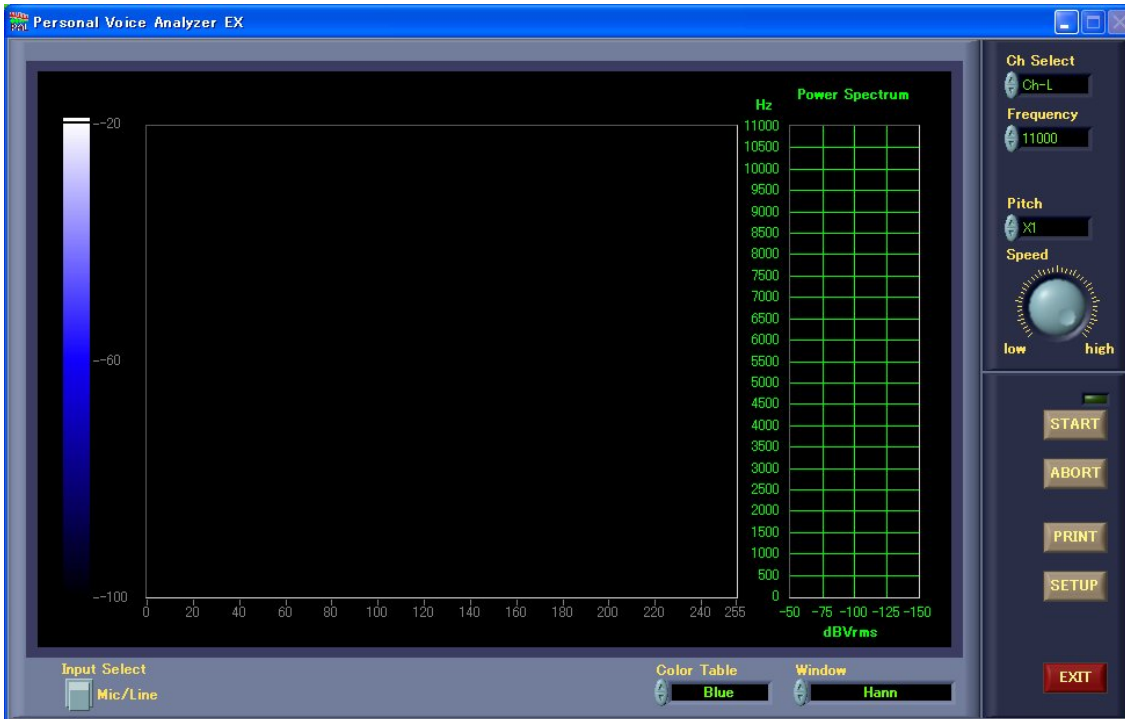 Personal Voice Analyzer EX
--20
--60
--100
0 20 40 60 80 100 120 140 160 180 200 220 240 255
Power Spectrum
Hz
11000
10500
10000
9500
9000
8500
8000
7500
7000
6500
6000
5500
5000
4500
4000
3500
3000
2500
2000
1500
1000
500
0
-50 -75 -100 -125 -150
dBVrms
Input Select
Mic/Line
Color Table
Blue
Window
Hann
Ch Select
Ch-L
Frequency
11000
Pitch
X1
Speed
low high
START
ABORT
PRINT
SETUP
EXIT